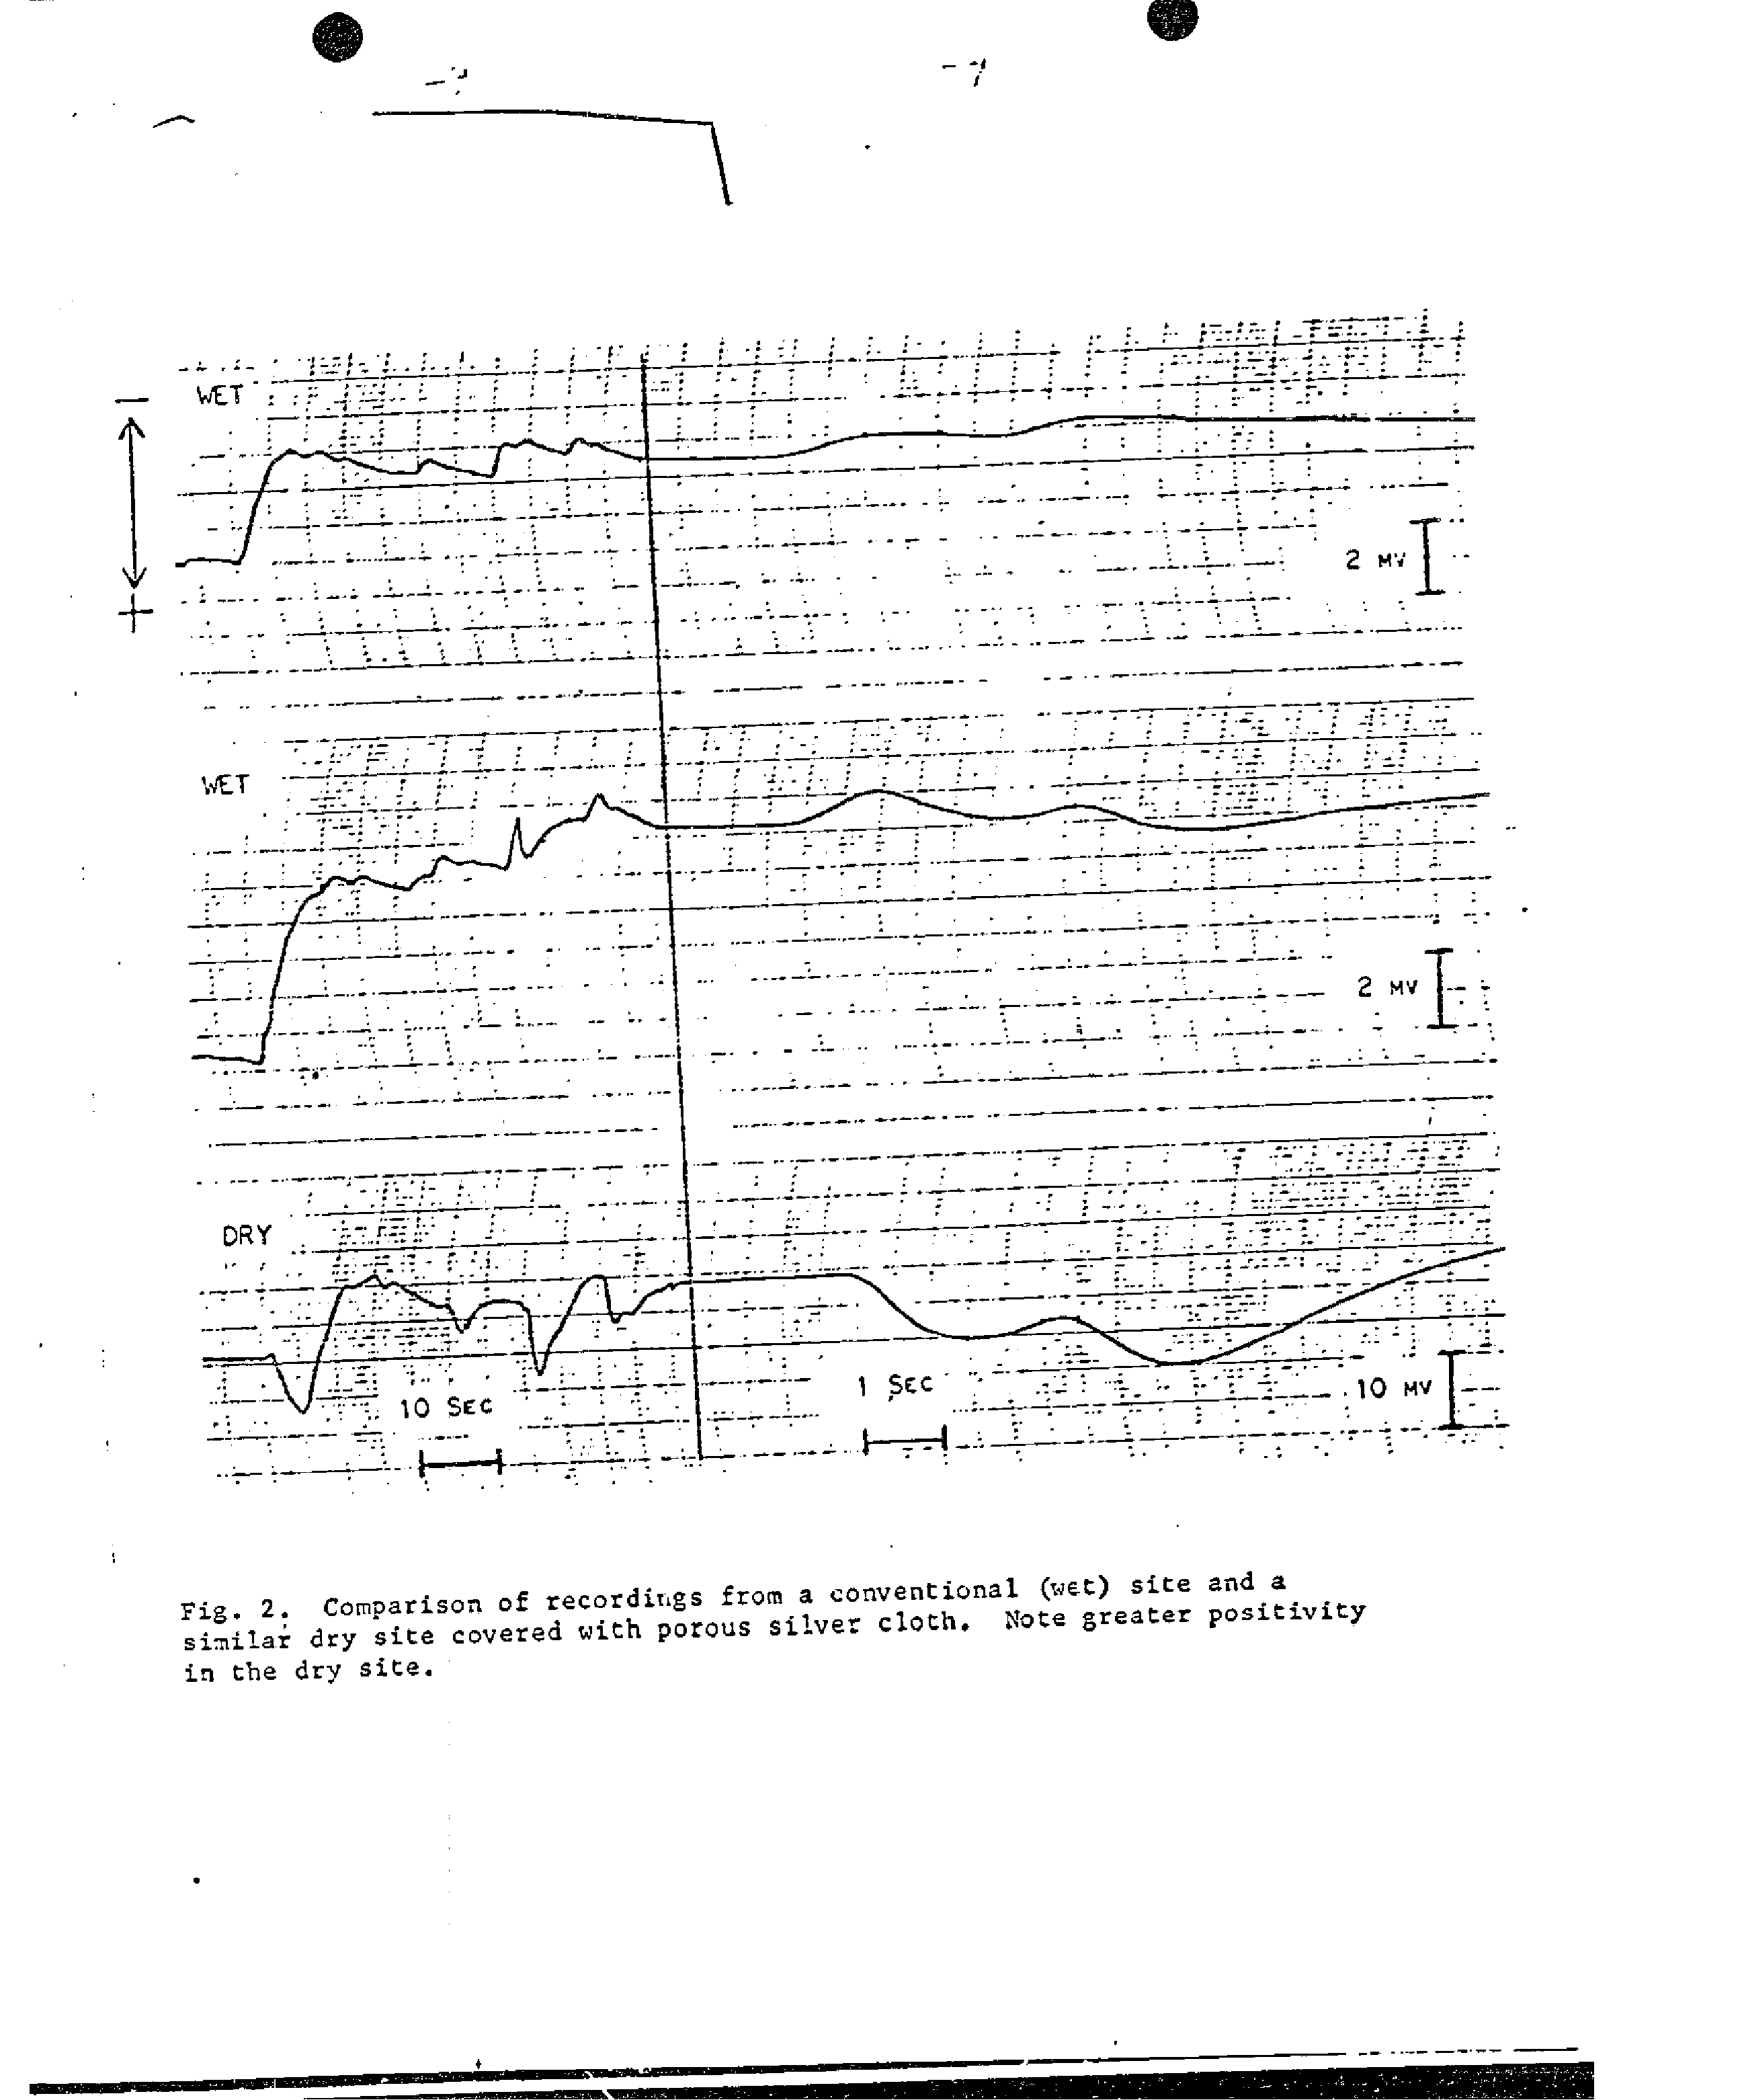 −
WET
+
2 MV
WET
2 MV
DRY
10 SEC
1 SEC
10 MV
Fig. 2. Comparison of recordings from a conventional (wet) site and a
similar dry site covered with porous silver cloth. Note greater positivity
in the dry site.